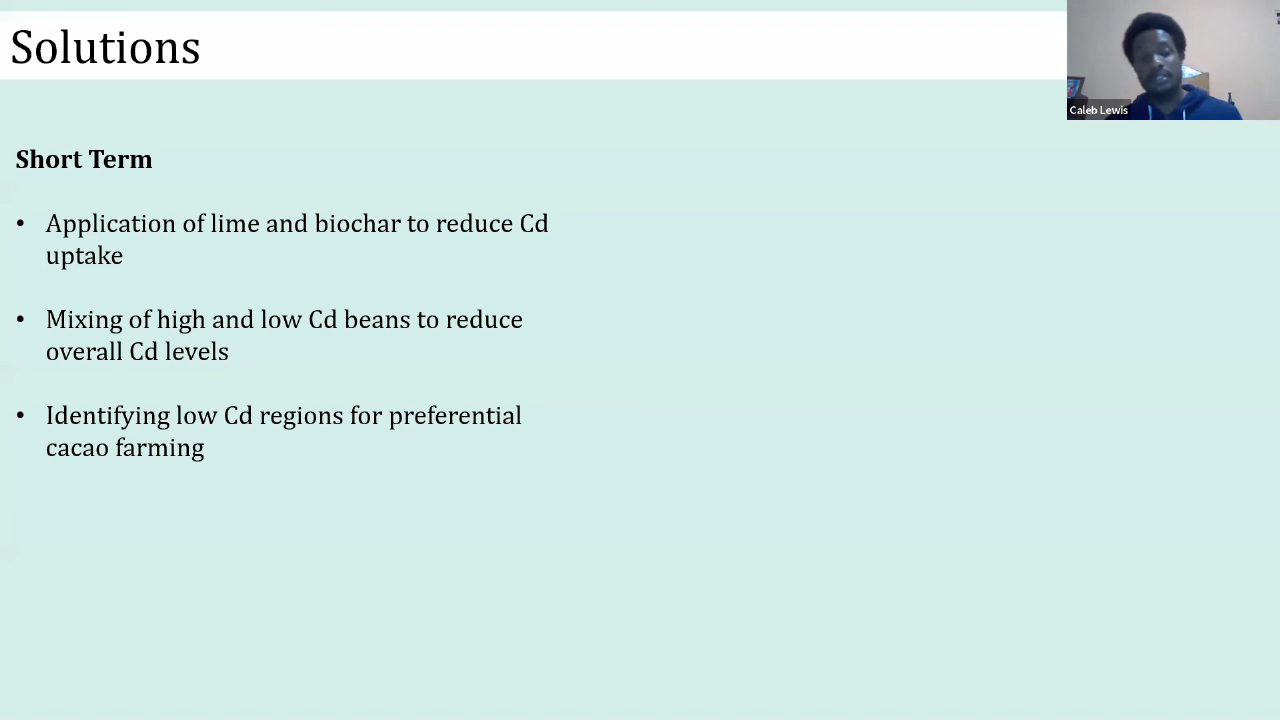 Solutions
Caleb Lewis
Short Term
• Application of lime and biochar to reduce Cd
uptake
• Mixing of high and low Cd beans to reduce
overall Cd levels
• Identifying low Cd regions for preferential
cacao farming